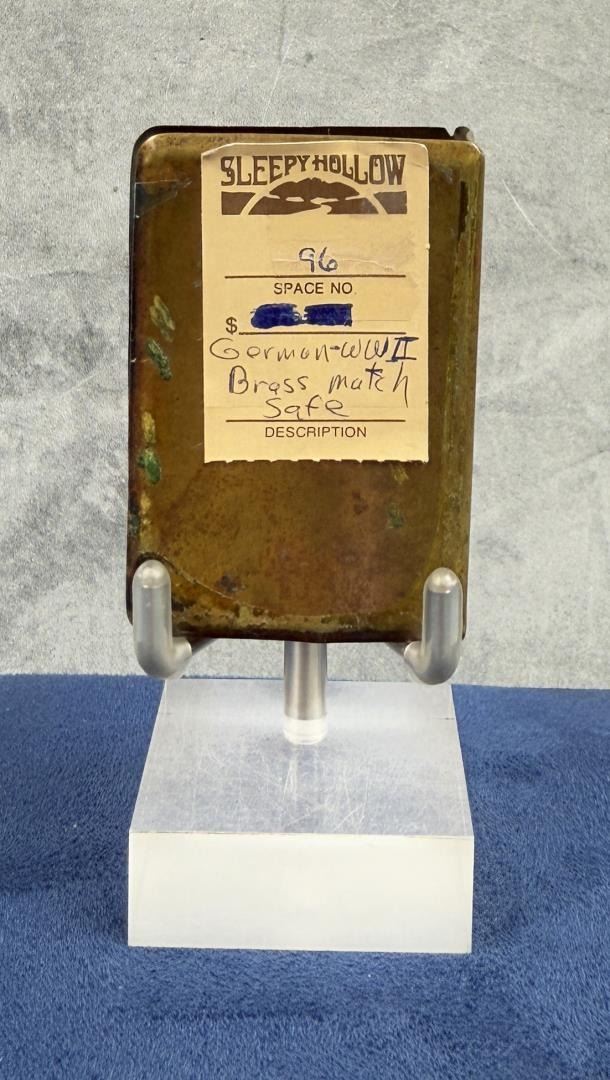 SLEEPY HOLLOW
96
SPACE NO.
$
German-WWII
Brass match
Safe
DESCRIPTION